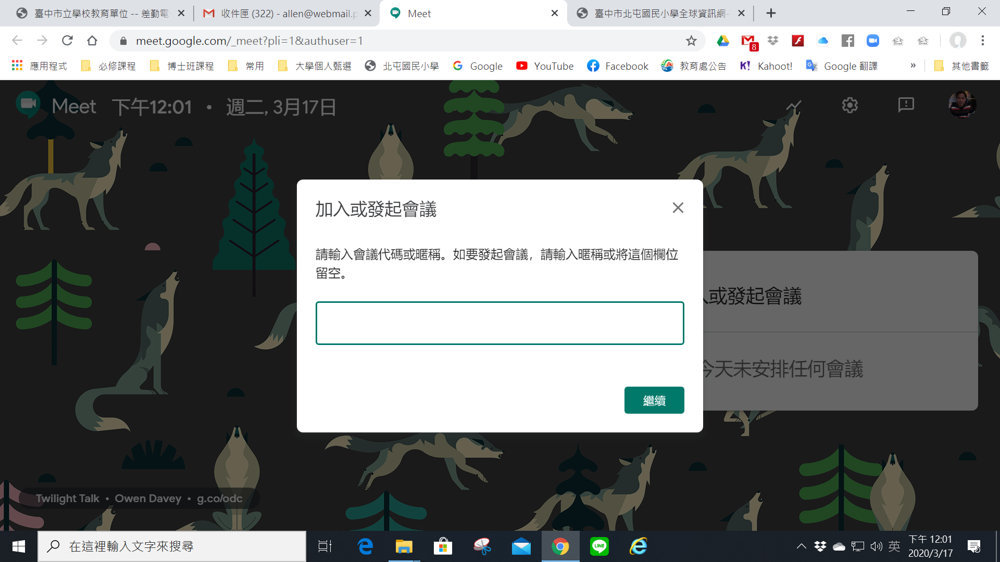 臺中市立學校教育單位 -- 差勤電
收件匣 (322) - allen@webmail.p
Meet
臺中市北屯國民小學全球資訊網-
meet.google.com/_meet?pli=1&authuser=1
8
應用程式
必修課程
博士班課程
常用
大學個人甄選
北屯國民小學
Google
YouTube
Facebook
教育處公告
K!
Kahoot!
Google 翻譯
»
其他書籤
Meet 下午12:01 • 週二, 3月17日
加入或發起會議
請輸入會議代碼或暱稱。如要發起會議，請輸入暱稱或將這個欄位
留空。
入或發起會議
今天未安排任何會議
繼續
Twilight Talk • Owen Davey • g.co/odc
在這裡輸入文字來搜尋
LINE
英
下午 12:01
2020/3/17